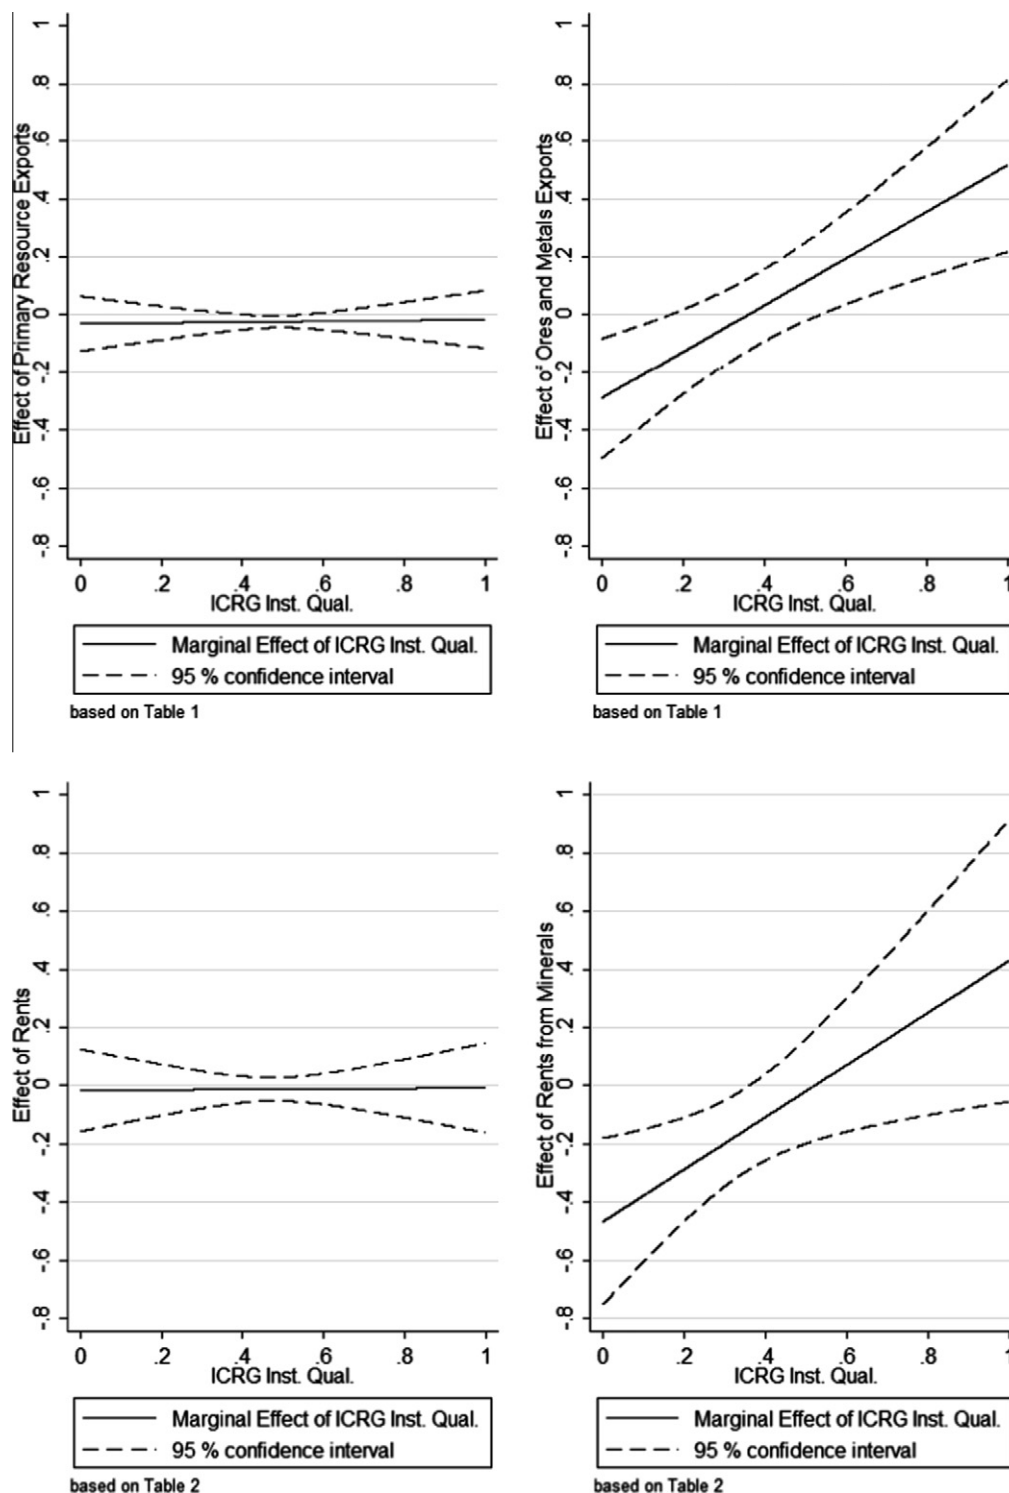 Effect of Primary Resource Exports
1
.8
.6
.4
.2
0
-.2
-.4
-.6
-.8
0 .2 .4 .6 .8 1
ICRG Inst. Qual.
Marginal Effect of ICRG Inst. Qual.
95 % confidence interval
based on Table 1
Effect of Ores and Metals Exports
1
.8
.6
.4
.2
0
-.2
-.4
-.6
-.8
0 .2 .4 .6 .8 1
ICRG Inst. Qual.
Marginal Effect of ICRG Inst. Qual.
95 % confidence interval
based on Table 1
Effect of Rents
1
.8
.6
.4
.2
0
-.2
-.4
-.6
-.8
0 .2 .4 .6 .8 1
ICRG Inst. Qual.
Marginal Effect of ICRG Inst. Qual.
95 % confidence interval
based on Table 2
Effect of Rents from Minerals
1
.8
.6
.4
.2
0
-.2
-.4
-.6
-.8
0 .2 .4 .6 .8 1
ICRG Inst. Qual.
Marginal Effect of ICRG Inst. Qual.
95 % confidence interval
based on Table 2